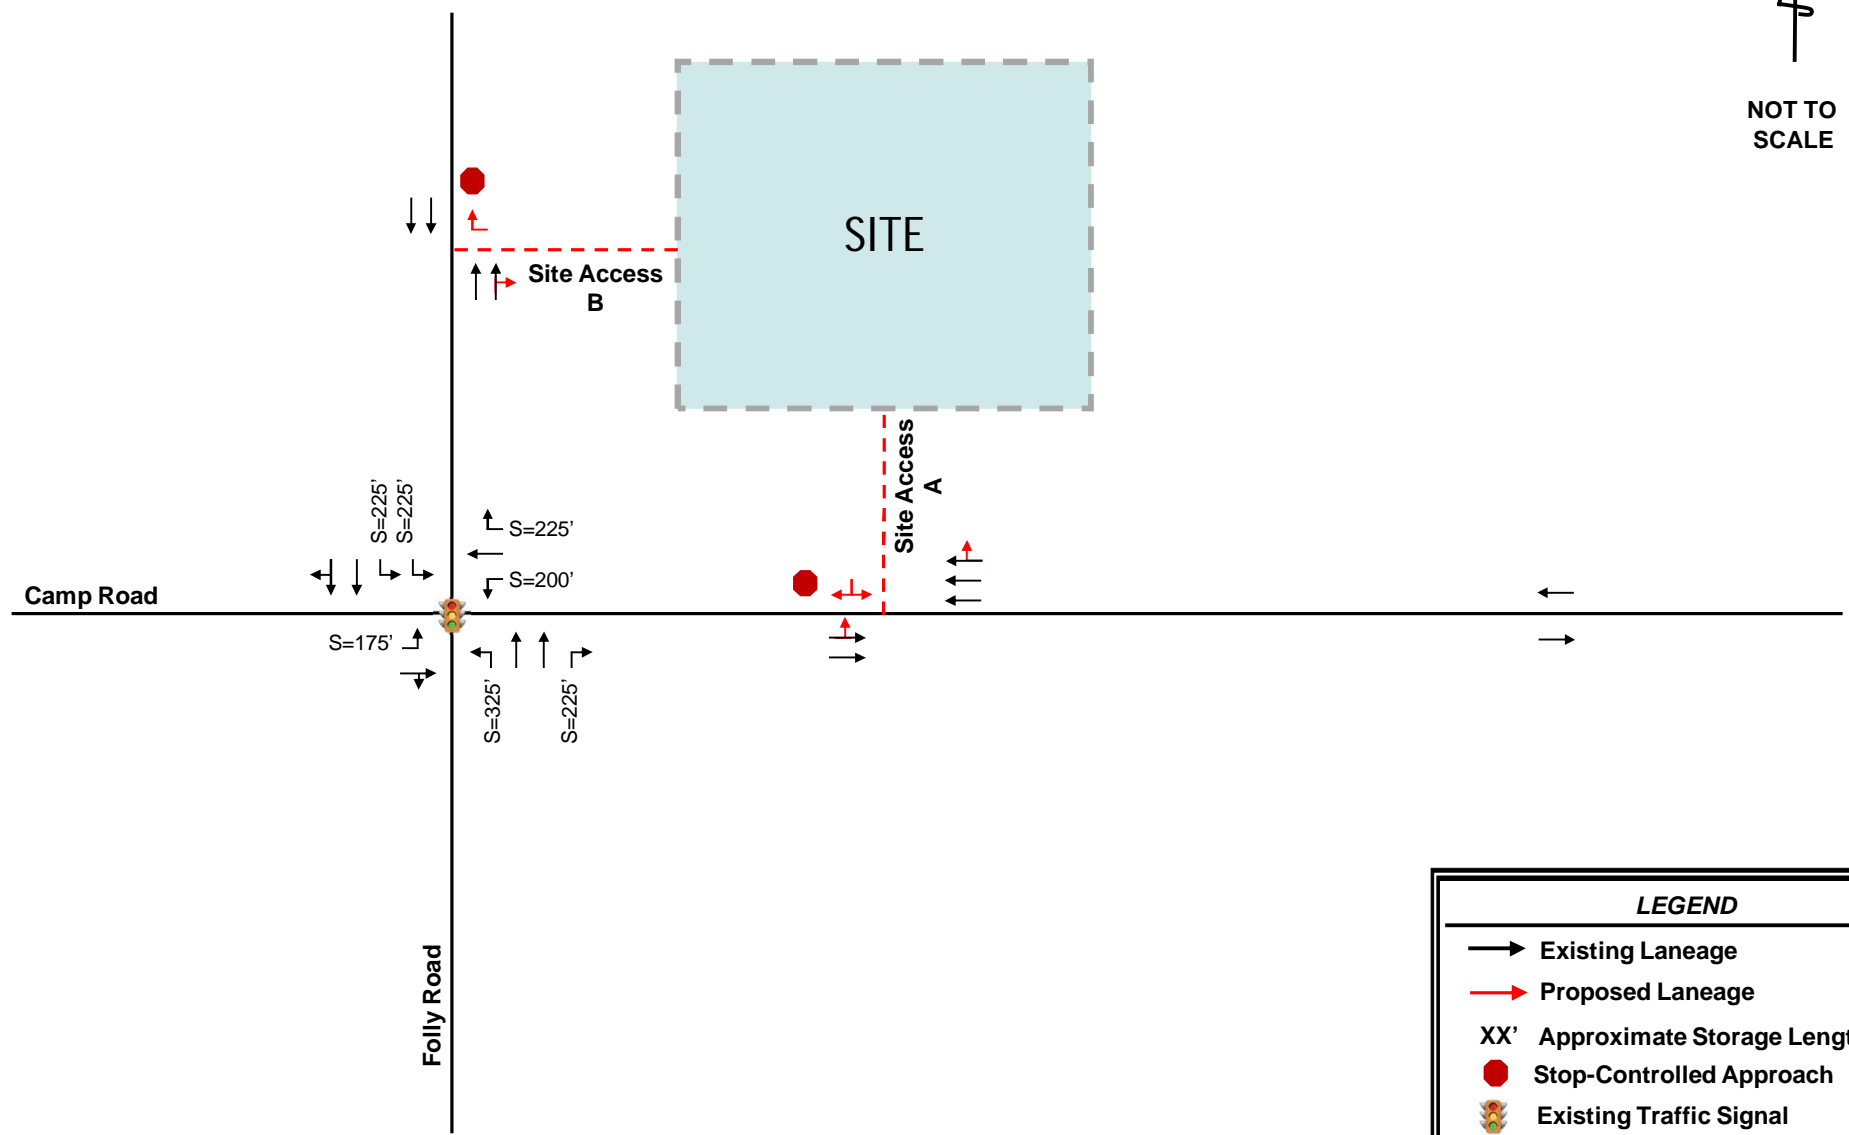 NOT TO
SCALE
SITE
Site Access
B
Site Access
A
S=225’
S=225’
S=225’
S=200’
Camp Road
S=175’
S=325’
S=225’
Folly Road
LEGEND
Existing Laneage
Proposed Laneage
XX’ Approximate Storage
Stop-Controlled Approach
Existing Traffic Signal